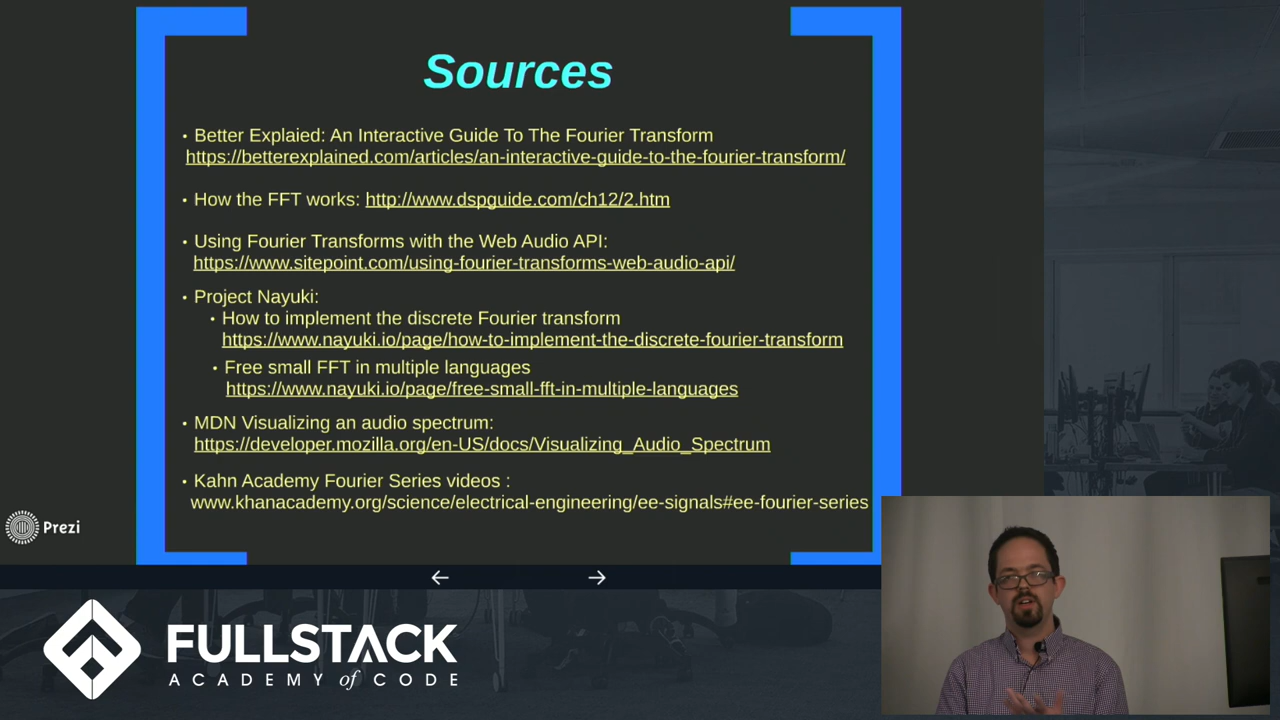 Sources
• Better Explaied: An Interactive Guide To The Fourier Transform
https://betterexplained.com/articles/an-interactive-guide-to-the-fourier-transform/
• How the FFT works: http://www.dspguide.com/ch12/2.htm
• Using Fourier Transforms with the Web Audio API:
https://www.sitepoint.com/using-fourier-transforms-web-audio-api/
• Project Nayuki:
• How to implement the discrete Fourier transform
https://www.nayuki.io/page/how-to-implement-the-discrete-fourier-transform
• Free small FFT in multiple languages
https://www.nayuki.io/page/free-small-fft-in-multiple-languages
• MDN Visualizing an audio spectrum:
https://developer.mozilla.org/en-US/docs/Visualizing_Audio_Spectrum
• Kahn Academy Fourier Series videos :
www.khanacademy.org/science/electrical-engineering/ee-signals#ee-fourier-series
Prezi
FULLSTACK
ACADEMY of CODE